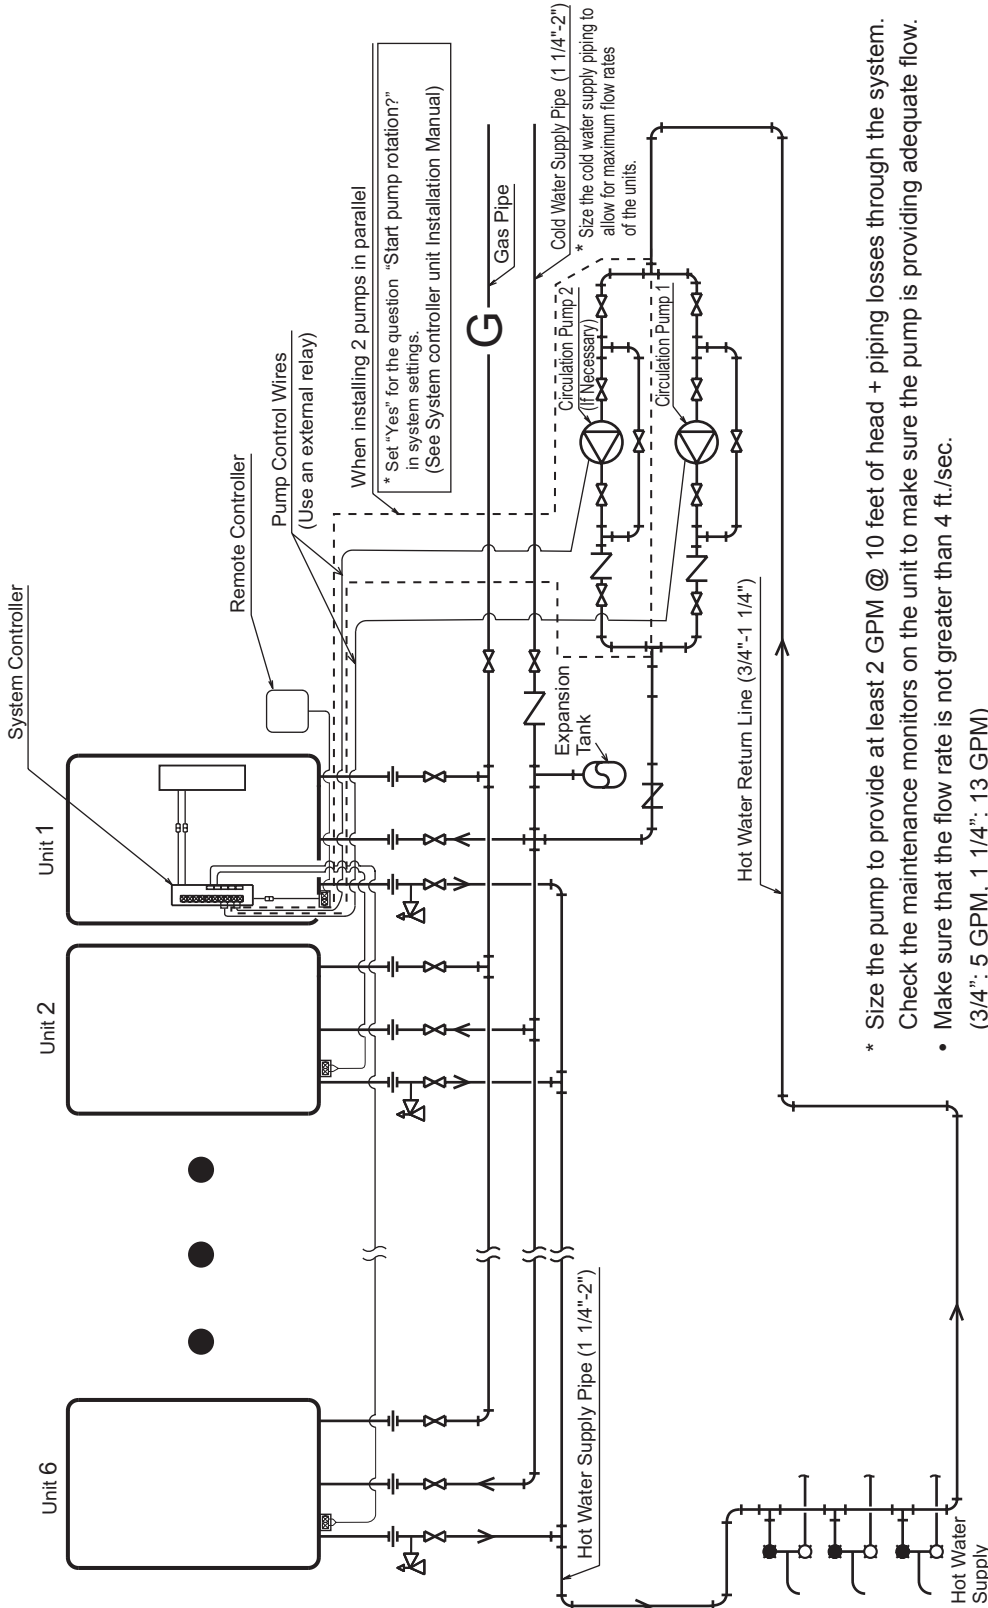 System Controller
Remote Controller
Pump Control Wires
(Use an external relay)
When installing 2 pumps in parallel
* Set “Yes” for the question “Start pump rotation?”
in system settings.
(See System controller unit Installation Manual)
Gas Pipe
G
Cold Water Supply Pipe (1 1/4"-2")
* Size the cold water supply piping to
allow for maximum flow rates
of the units.
Circulation Pump 2
(If Necessary)
Circulation Pump 1
Expansion
Tank
Unit 1
Unit 2
Unit 6
Hot Water Supply Pipe (1 1/4"-2")
Hot Water Return Line (3/4"-1 1/4")
Hot Water
Supply
* Size the pump to provide at least 2 GPM @ 10 feet of head + piping losses through the system.
Check the maintenance monitors on the unit to make sure the pump is providing adequate flow.
• Make sure that the flow rate is not greater than 4 ft./sec.
(3/4”: 5 GPM, 1 1/4”: 13 GPM)